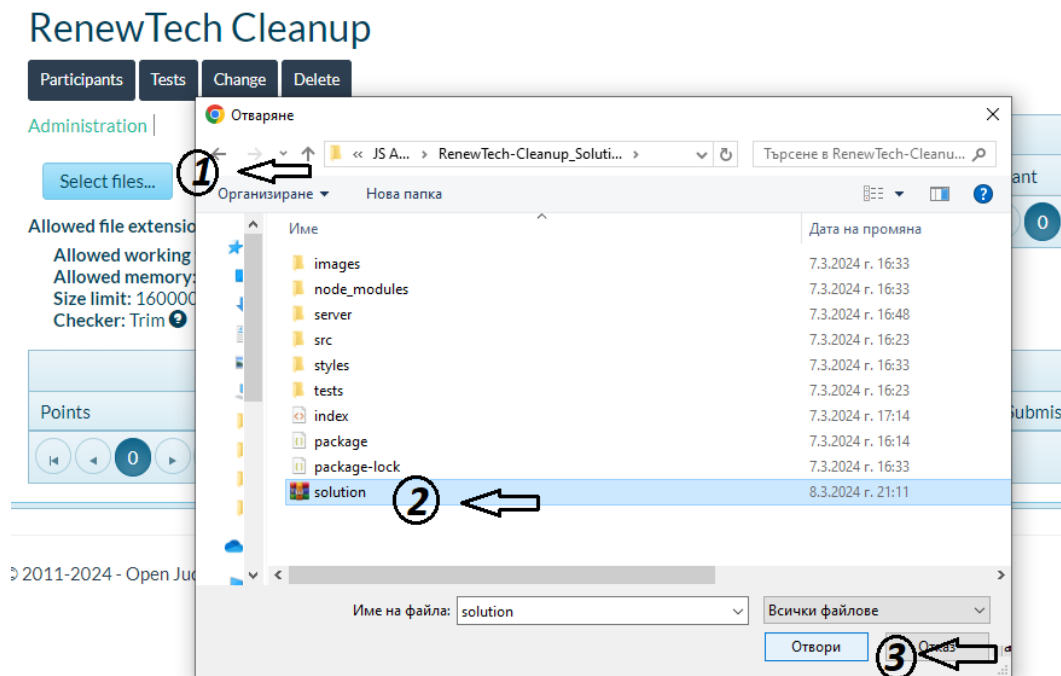 RenewTech Cleanup
Participants Tests Change Delete
Administration
Отваряне
« JS A... › RenewTech-Cleanup_Soluti... ›
Търсене в RenewTech-Cleanu...
Select files...
1
Организиране
Нова папка
ant
Allowed file extensio
Име
Дата на промяна
0
Allowed working
Allowed memory:
Size limit: 160000
Checker: Trim
images 7.3.2024 г. 16:33
node_modules 7.3.2024 г. 16:33
server 7.3.2024 г. 16:48
src 7.3.2024 г. 16:23
styles 7.3.2024 г. 16:33
tests 7.3.2024 г. 16:23
index 7.3.2024 г. 17:14
package 7.3.2024 г. 16:14
package-lock 7.3.2024 г. 16:33
solution 8.3.2024 г. 21:11
2
Points
Submis
0
© 2011-2024 - Open Jud
Име на файла: solution
Всички файлове
Отвори
Отказ
3